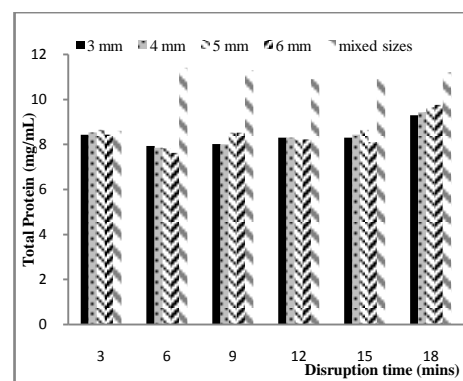 12
3 mm 4 mm 5 mm 6 mm mixed sizes
10
8
6
4
2
0
Total Protein (mg/mL)
3 6 9 12 15 18
Disruption time (mins)